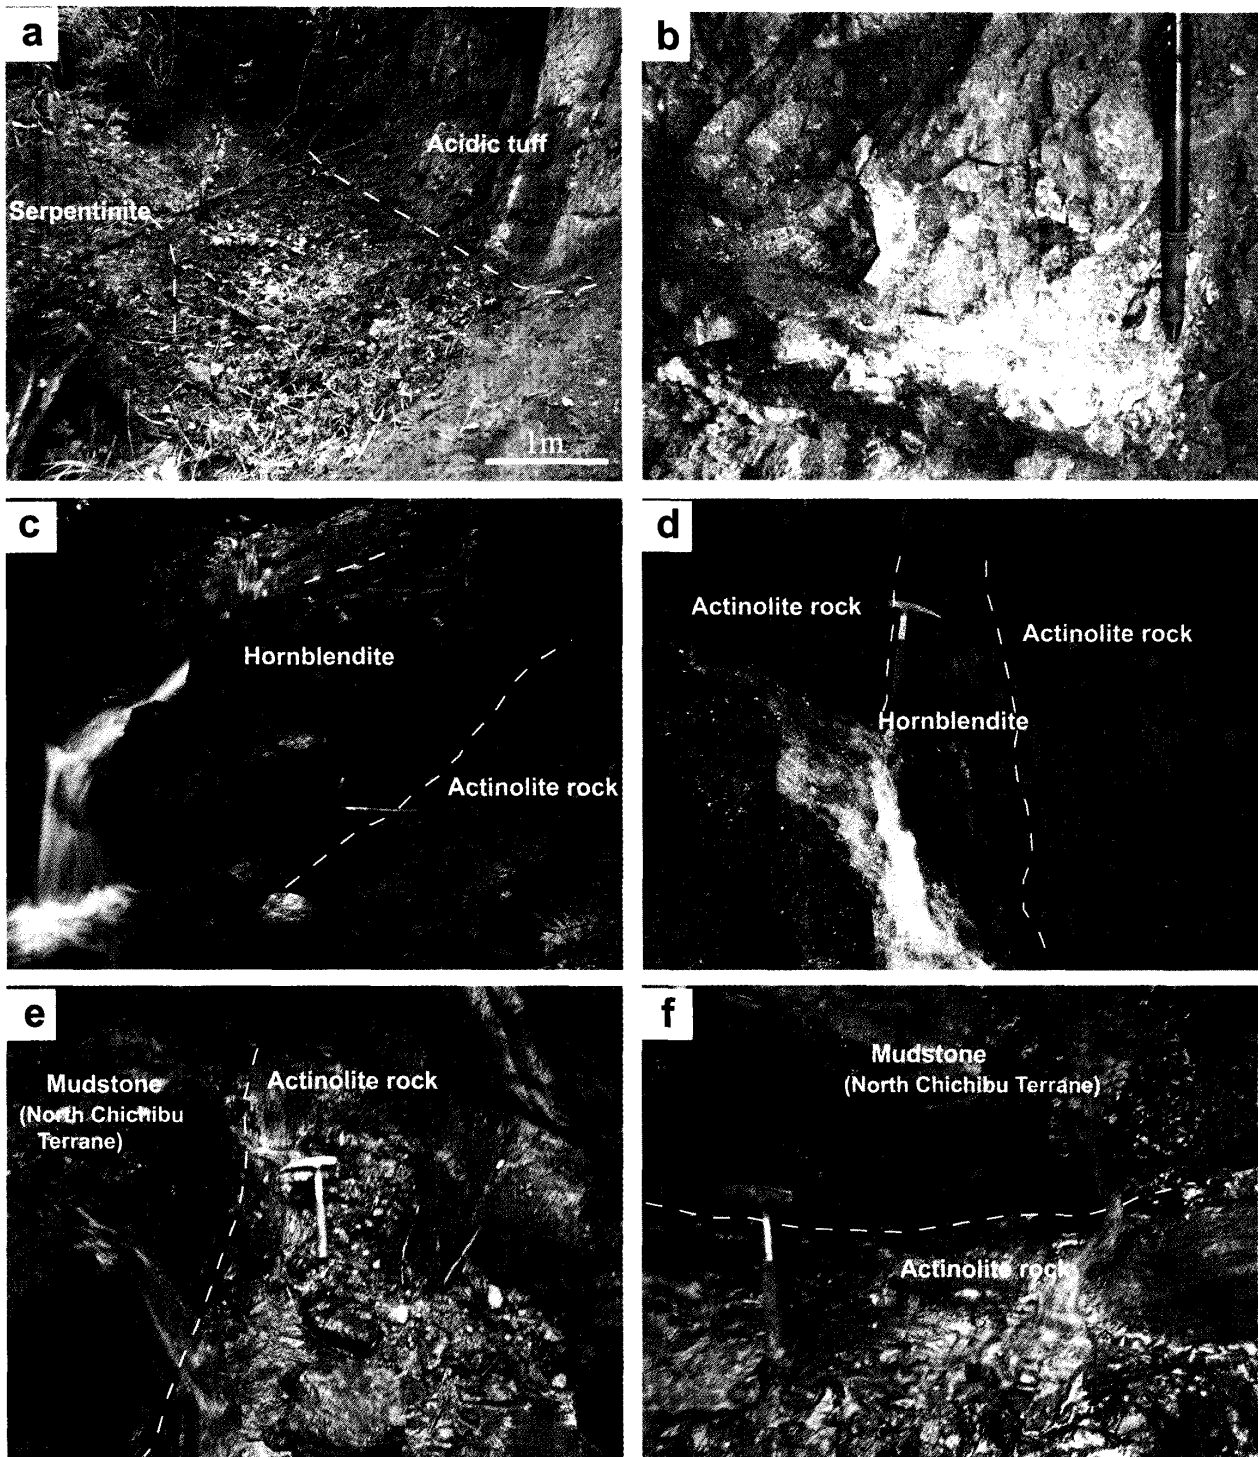 a
Acidic tuff
Serpentinite
1m
b
c
Hornblendite
Actinolite rock
d
Actinolite rock
Actinolite rock
Hornblendite
e
Mudstone
(North Chichibu
Terrane)
Actinolite rock
f
Mudstone
(North Chichibu Terrane)
Actinolite rock